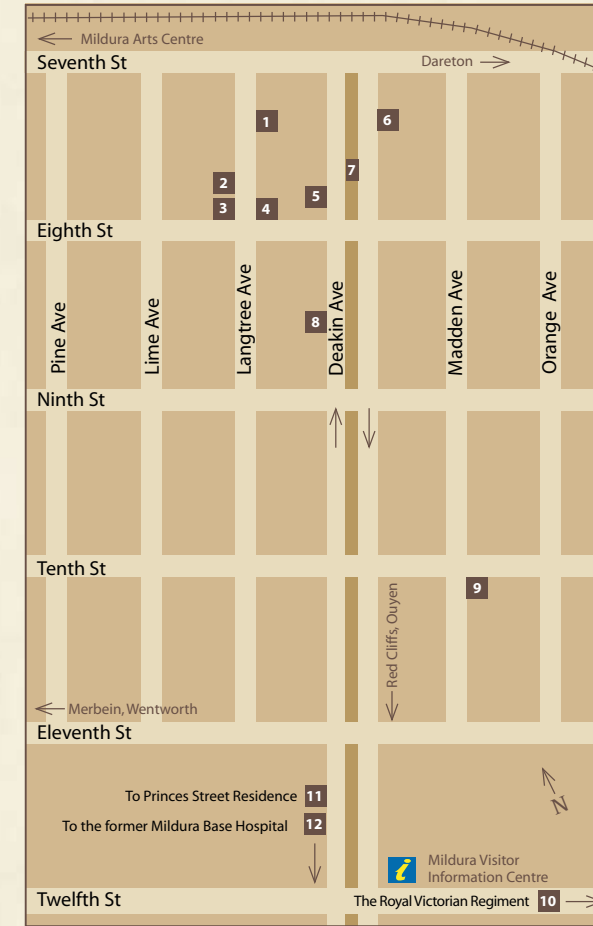 Mildura Arts Centre
Seventh St
Dareton
1
6
7
2
5
3
4
Eighth St
Pine Ave
Lime Ave
Langtree Ave
Deakin Ave
Madden Ave
Orange Ave
8
Ninth St
Tenth St
9
Red Cliffs, Ouyen
Merbein, Wentworth
Eleventh St
N
To Princes Street Residence 11
To the former Mildura Base Hospital 12
i
Mildura Visitor
Information Centre
Twelfth St
The Royal Victorian Regiment 10